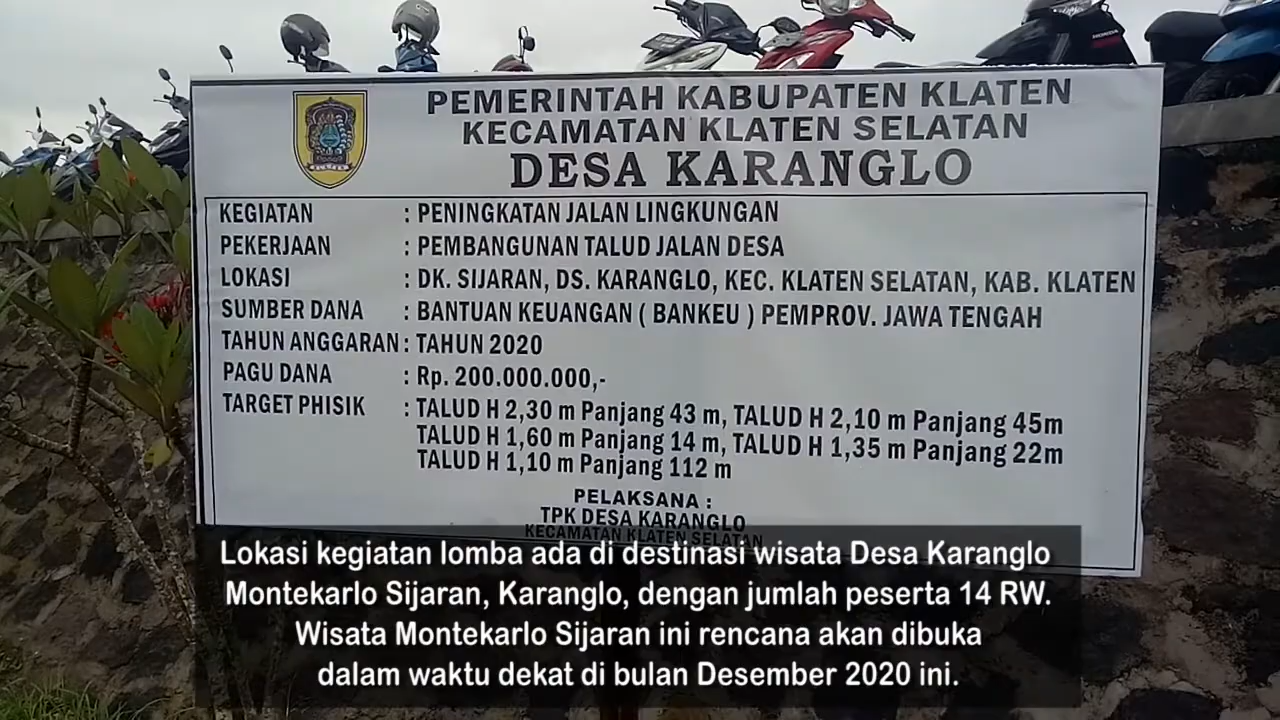 PEMERINTAH KABUPATEN KLATEN
KECAMATAN KLATEN SELATAN
DESA KARANGLO
KEGIATAN : PENINGKATAN JALAN LINGKUNGAN
PEKERJAAN : PEMBANGUNAN TALUD JALAN DESA
LOKASI : DK. SIJARAN, DS. KARANGLO, KEC. KLATEN SELATAN, KAB. KLATEN
SUMBER DANA : BANTUAN KEUANGAN ( BANKEU ) PEMPROV. JAWA TENGAH
TAHUN ANGGARAN : TAHUN 2020
PAGU DANA : Rp. 200.000.000,-
TARGET PHISIK : TALUD H 2,30 m Panjang 43 m, TALUD H 2,10 m Panjang 45m
TALUD H 1,60 m Panjang 14 m, TALUD H 1,35 m Panjang 22m
TALUD H 1,10 m Panjang 112 m
PELAKSANA :
TPK DESA KARANGLO
KECAMATAN KLATEN SELATAN
Lokasi kegiatan lomba ada di destinasi wisata Desa Karanglo
Montekarlo Sijaran, Karanglo, dengan jumlah peserta 14 RW.
Wisata Montekarlo Sijaran ini rencana akan dibuka
dalam waktu dekat di bulan Desember 2020 ini.